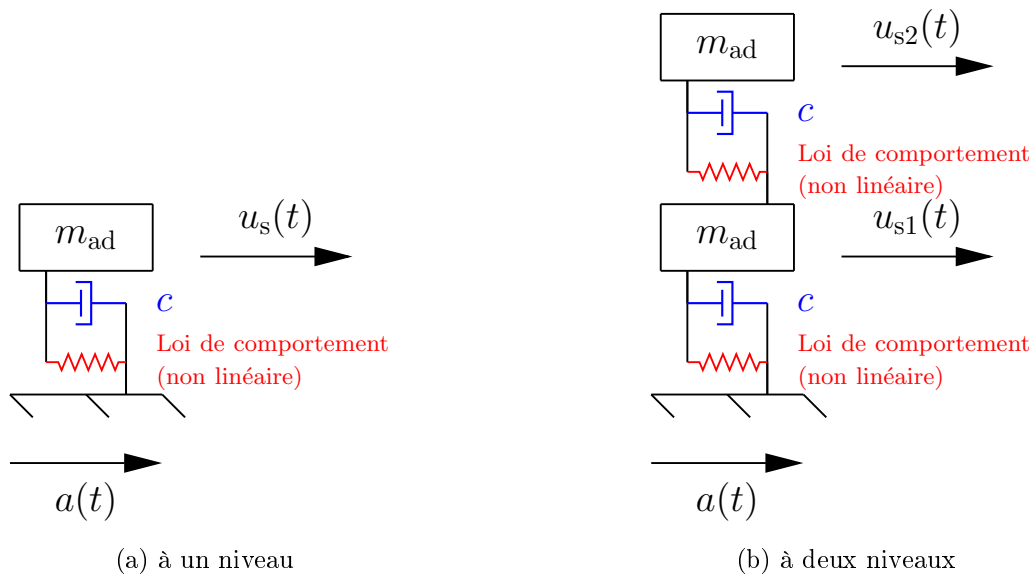 m_ad
u_s(t)
c
Loi de comportement
(non linéaire)
a(t)
(a) à un niveau
m_ad
u_s2(t)
c
Loi de comportement
(non linéaire)
m_ad
u_s1(t)
c
Loi de comportement
(non linéaire)
a(t)
(b) à deux niveaux